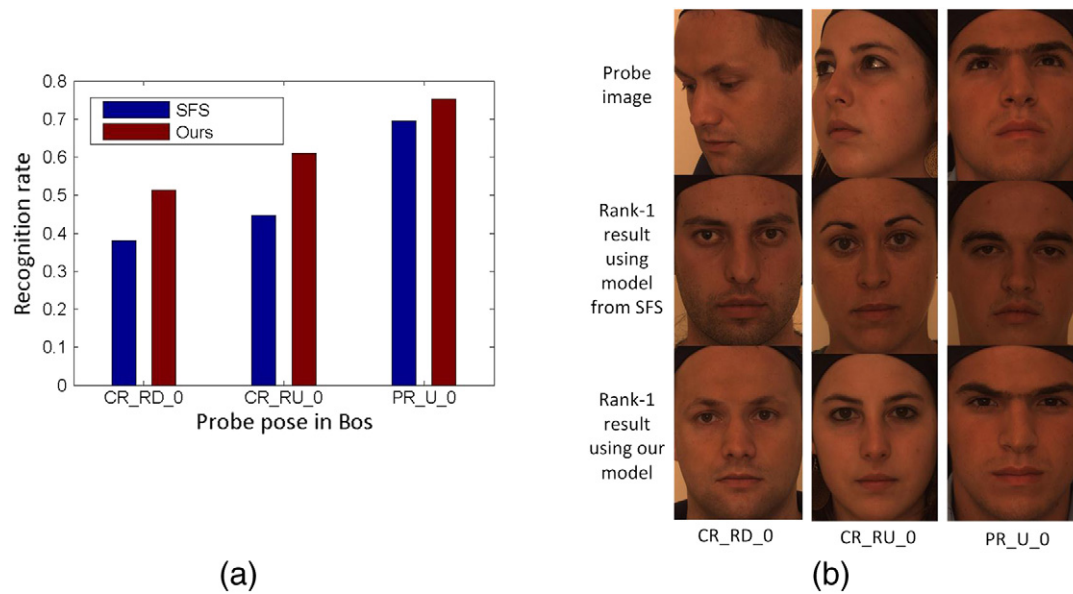 0.8
0.7
0.6
0.5
0.4
0.3
0.2
0.1
0
Recognition rate
SFS
Ours
CR_RD_0
CR_RU_0
PR_U_0
Probe pose in Bos
(a)
Probe
image
Rank-1
result
using
model
from SFS
Rank-1
result
using our
model
CR_RD_0
CR_RU_0
PR_U_0
(b)